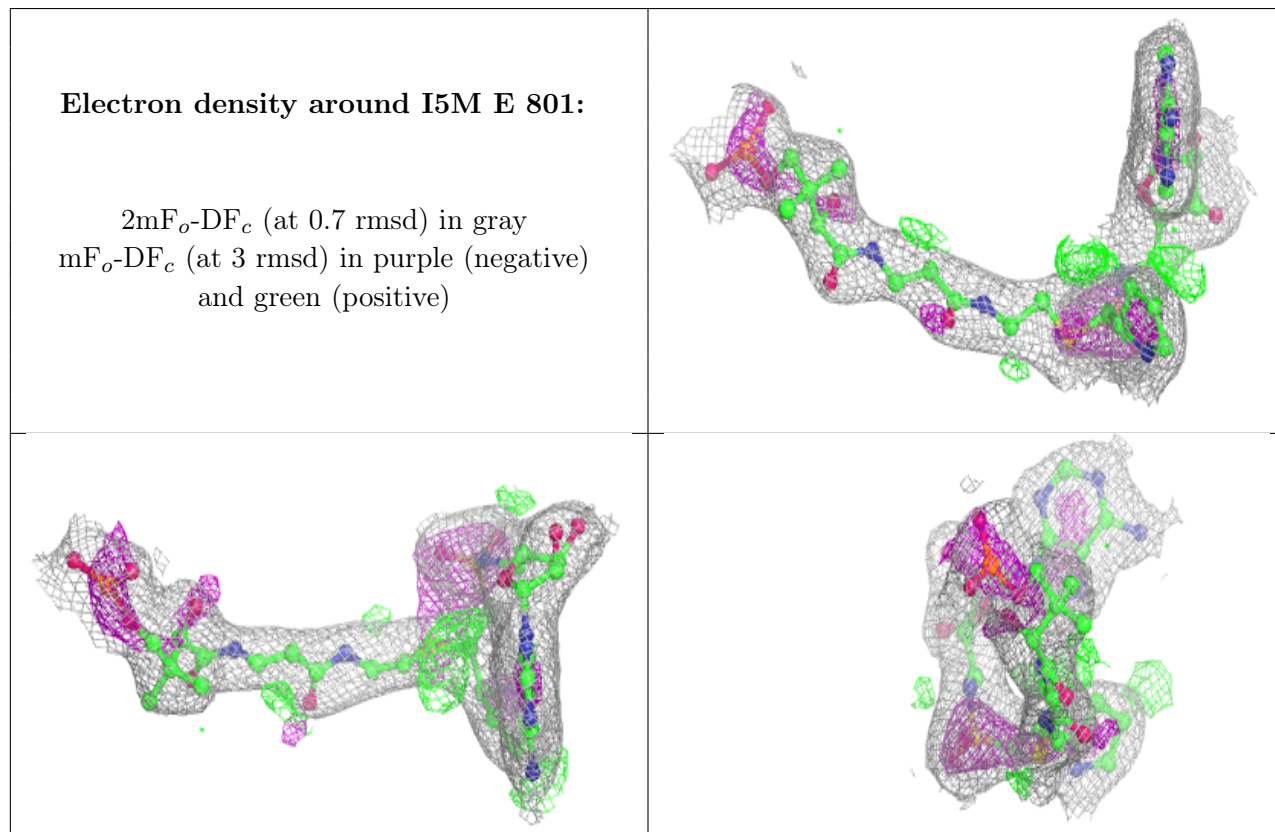 Electron density around I5M E 801:
2mFo-DFc (at 0.7 rmsd) in gray
mFo-DFc (at 3 rmsd) in purple (negative)
and green (positive)